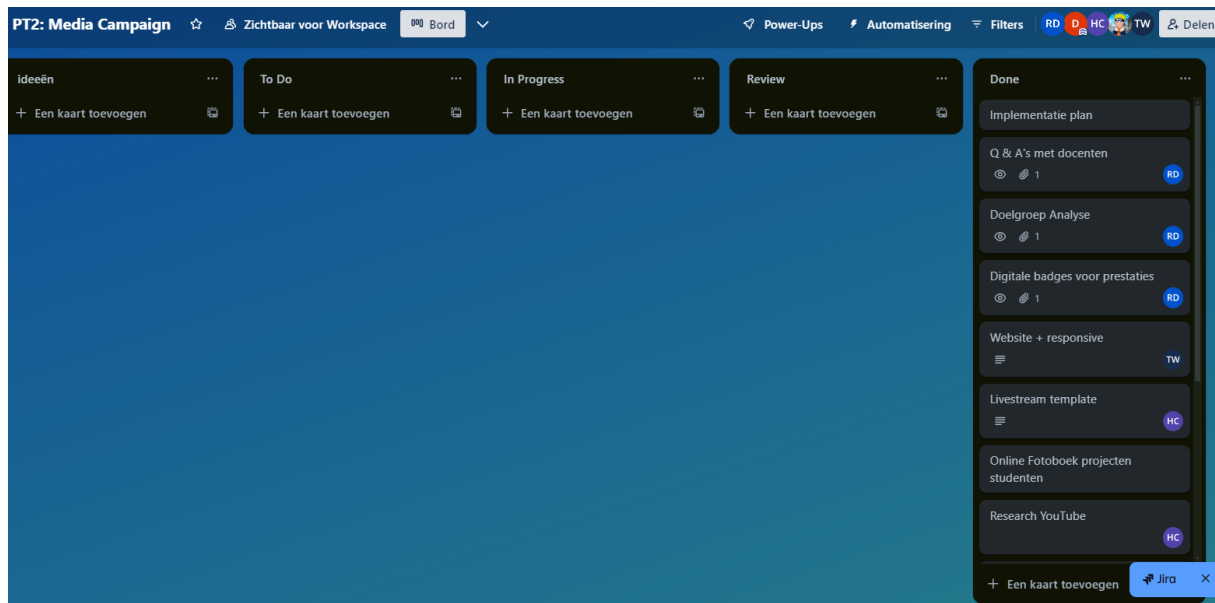 PT2: Media Campaign
Zichtbaar voor Workspace
Bord
Power-Ups
Automatisering
Filters
RD
D
HC
TW
Delen
ideeën
Een kaart toevoegen
To Do
Een kaart toevoegen
In Progress
Een kaart toevoegen
Review
Een kaart toevoegen
Done
Implementatie plan
Q & A's met docenten
1
RD
Doelgroep Analyse
1
RD
Digitale badges voor prestaties
1
RD
Website + responsive
TW
Livestream template
HC
Online Fotoboek projecten
studenten
Research YouTube
HC
Een kaart toevoegen
Jira